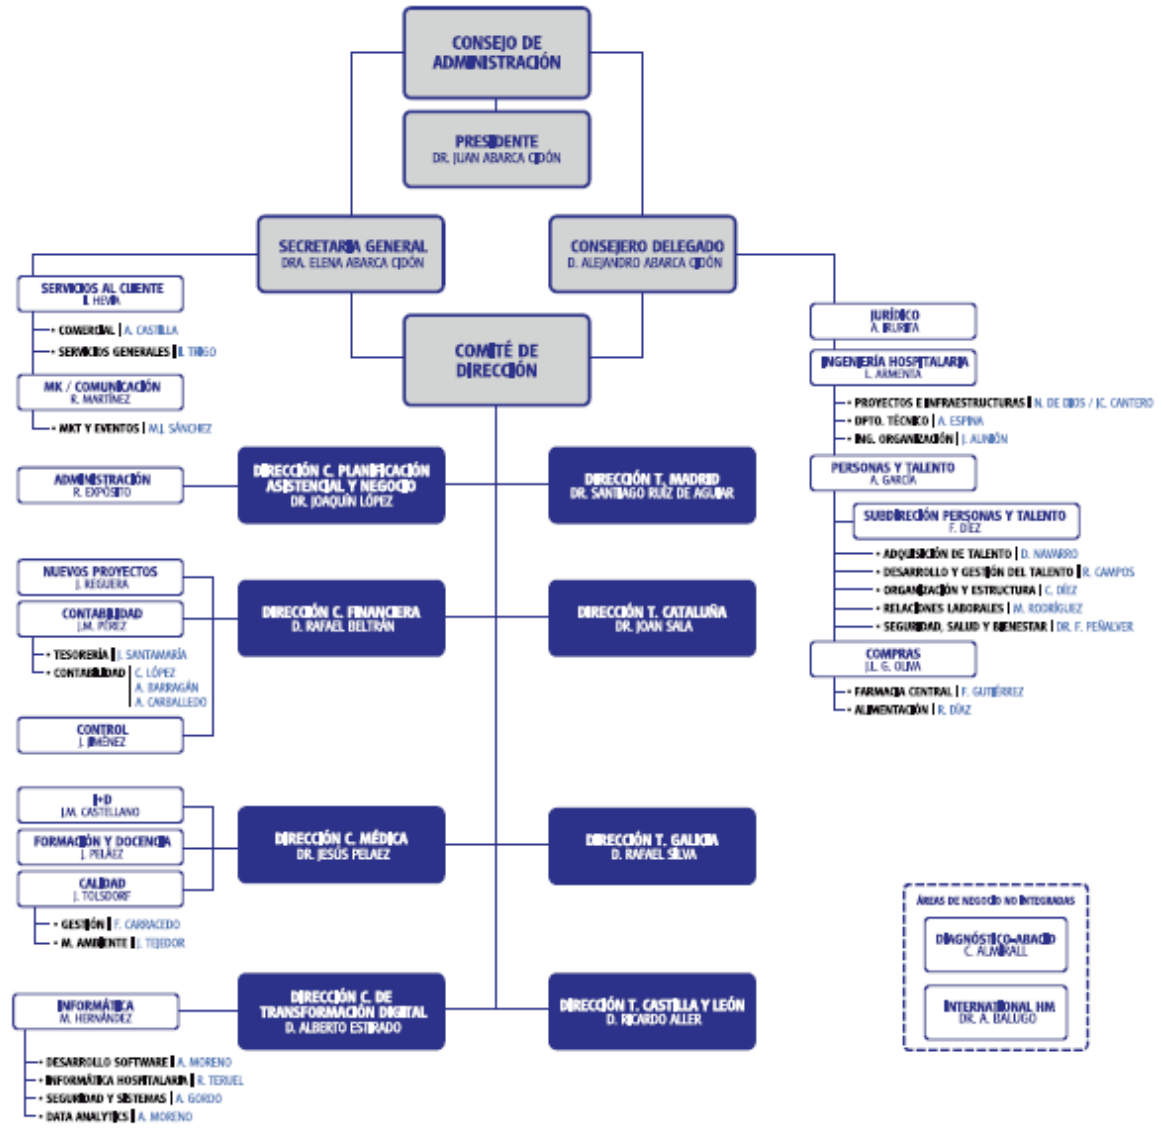 CONSEJO DE
ADMINISTRACIÓN
PRESIDENTE
DR. JUAN ABARCA CIDÓN
SECRETARIA GENERAL
DRA. ELENA ABARCA CIDÓN
CONSEJERO DELEGADO
D. ALEJANDRO ABARCA CIDÓN
COMITÉ DE
DIRECCIÓN
SERVICIOS AL CLIENTE
I. HEVIA
• COMERCIAL | A. CASTILLA
• SERVICIOS GENERALES | I. TRIGO
MK / COMUNICACIÓN
R. MARTÍNEZ
• MKT Y EVENTOS | M.J. SÁNCHEZ
JURÍDICO
A. IRURITA
INGENIERÍA HOSPITALARIA
L. ARMENTA
• PROYECTOS E INFRAESTRUCTURAS | N. DE DIOS / JC. CANTERO
• DPTO. TÉCNICO | A. ESPINA
• ING. ORGANIZACIÓN | J. AUNIÓN
PERSONAS Y TALENTO
A. GARCÍA
SUBDIRECIÓN PERSONAS Y TALENTO
F. DÍEZ
• ADQUISICIÓN DE TALENTO | D. NAVARRO
• DESARROLLO Y GESTIÓN DEL TALENTO | R. CAMPOS
• ORGANIZACIÓN Y ESTRUCTURA | C. DÍEZ
• RELACIONES LABORALES | M. RODRÍGUEZ
• SEGURIDAD, SALUD Y BIENESTAR | DR. F. PEÑALVER
COMPRAS
J.L. G. OLIVA
• FARMACIA CENTRAL | F. GUTIÉRREZ
• ALIMENTACIÓN | R. DÍAZ
ADMINISTRACIÓN
R. EXPÓSITO
DIRECCIÓN C. PLANIFICACIÓN
ASISTENCIAL Y NEGOCIO
DR. JOAQUÍN LÓPEZ
DIRECCIÓN T. MADRID
DR. SANTIAGO RUÍZ DE AGUIAR
NUEVOS PROYECTOS
J. REGUERA
CONTABILIDAD
J.M. PÉREZ
• TESORERÍA | J. SANTAMARÍA
• CONTABILIDAD | C. LÓPEZ
A. BARRAGÁN
A. CARBALLEDO
CONTROL
J. JIMÉNEZ
DIRECCIÓN C. FINANCIERA
D. RAFAEL BELTRÁN
DIRECCIÓN T. CATALUÑA
DR. JOAN SALA
I+D
J.M. CASTELLANO
FORMACIÓN Y DOCENCIA
J. PELÁEZ
CALIDAD
J. TOLSDORF
• GESTIÓN | F. CARRACEDO
• M. AMBIENTE | J. TEJEDOR
DIRECCIÓN C. MÉDICA
DR. JESÚS PELAEZ
DIRECCIÓN T. GALICIA
D. RAFAEL SILVA
INFORMÁTICA
M. HERNÁNDEZ
• DESARROLLO SOFTWARE | A. MORENO
• INFORMÁTICA HOSPITALARIA | R. TERUEL
• SEGURIDAD Y SISTEMAS | A. GORDO
• DATA ANALYTICS | A. MORENO
DIRECCIÓN C. DE
TRANSFORMACIÓN DIGITAL
D. ALBERTO ESTIRADO
DIRECCIÓN T. CASTILLA Y LEÓN
D. RICARDO ALLER
ÁREAS DE NEGOCIO NO INTEGRADAS
DIAGNÓSTICO-ABACID
C. ALMIRALL
INTERNATIONAL HM
DR. A. BALUGO